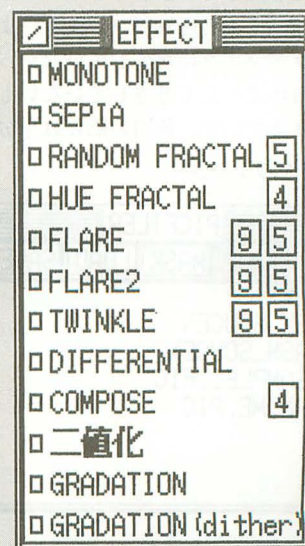 EFFECT
MONOTONE
SEPIA
RANDOM FRACTAL 5
HUE FRACTAL 4
FLARE 9 5
FLARE2 9 5
TWINKLE 9 5
DIFFERENTIAL
COMPOSE 4
二値化
GRADATION
GRADATION(dither)